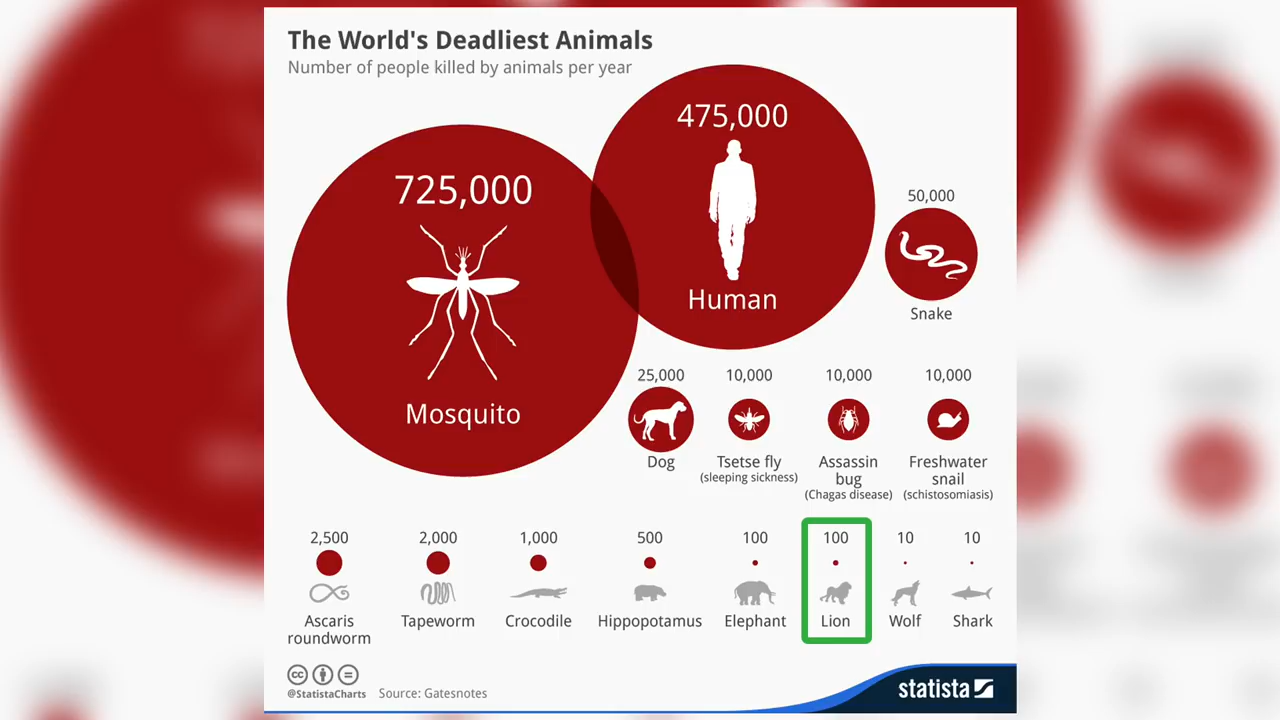 The World's Deadliest Animals
Number of people killed by animals per year
725,000
Mosquito
475,000
Human
50,000
Snake
25,000
Dog
10,000
Tsetse fly
(sleeping sickness)
10,000
Assassin
bug
(Chagas disease)
10,000
Freshwater
snail
(schistosomiasis)
2,500
Ascaris
roundworm
2,000
Tapeworm
1,000
Crocodile
500
Hippopotamus
100
Elephant
100
Lion
10
Wolf
10
Shark
cc
@StatistaCharts
Source: Gatesnotes
statista